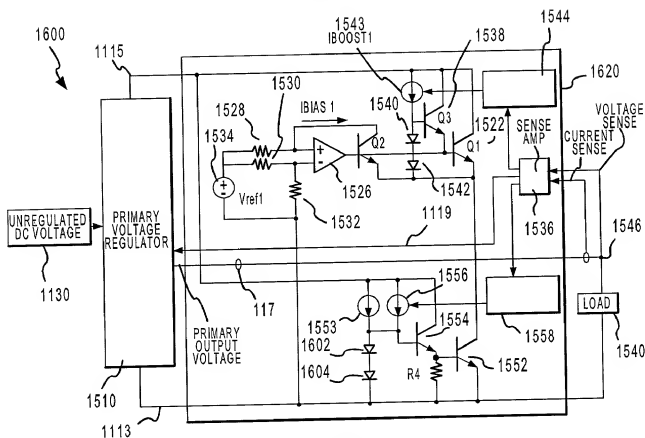 1600
1115
1543
IBOOST1
1538
1544
1620
1530
1528
1534
IBIAS 1
1540
Q3
Q2
Q1
1522
SENSE
AMP
VOLTAGE
SENSE
CURRENT
SENSE
+
-
1526
1542
1536
Vref1
1532
1119
UNREGULATED
DC VOLTAGE
1130
PRIMARY
VOLTAGE
REGULATOR
1546
117
PRIMARY
OUTPUT
VOLTAGE
1556
1553
1554
1558
LOAD
1540
1602
1604
R4
1552
1510
1113